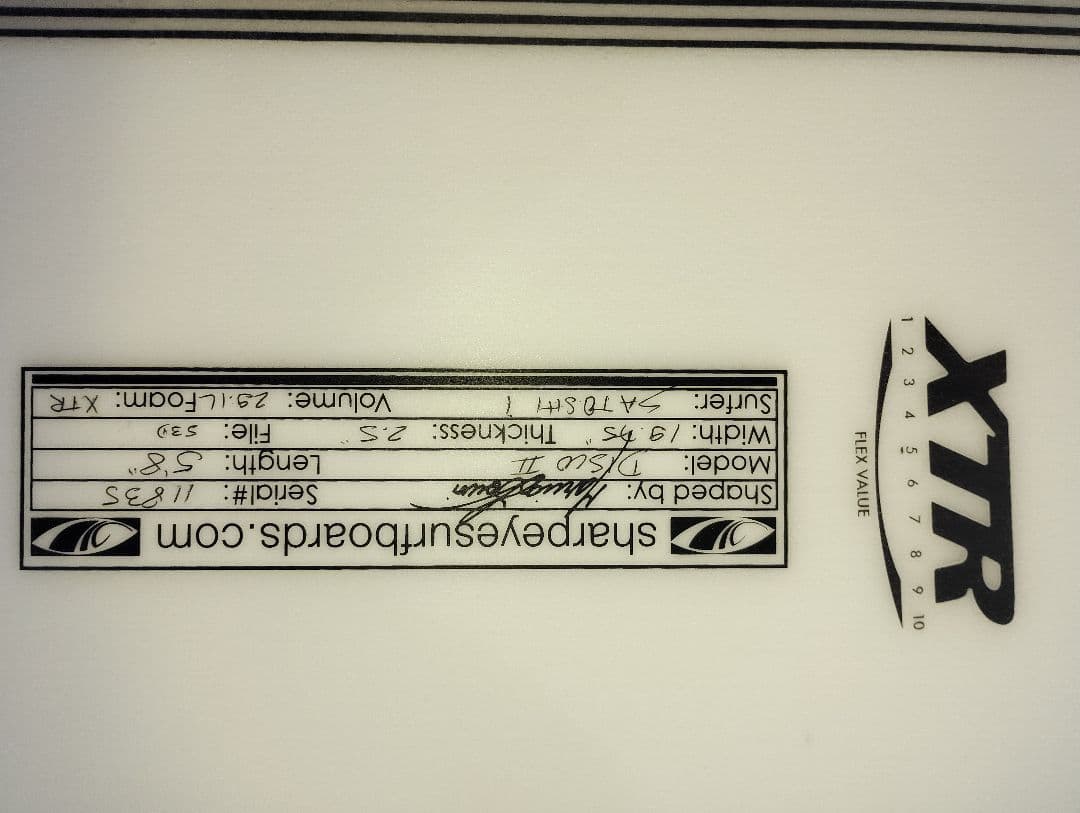 sharpeyesurfboards.com
Shaped by: Serial#: 11835
Model: DISCO II Length: 5'8"
Width: 19. Thickness: 2.5" File:
Surfer: SATOSHI Volume: 29.1L Foam: XTR
XTR
1 2 3 4 5 6 7 8 9 10
FLEX VALUE